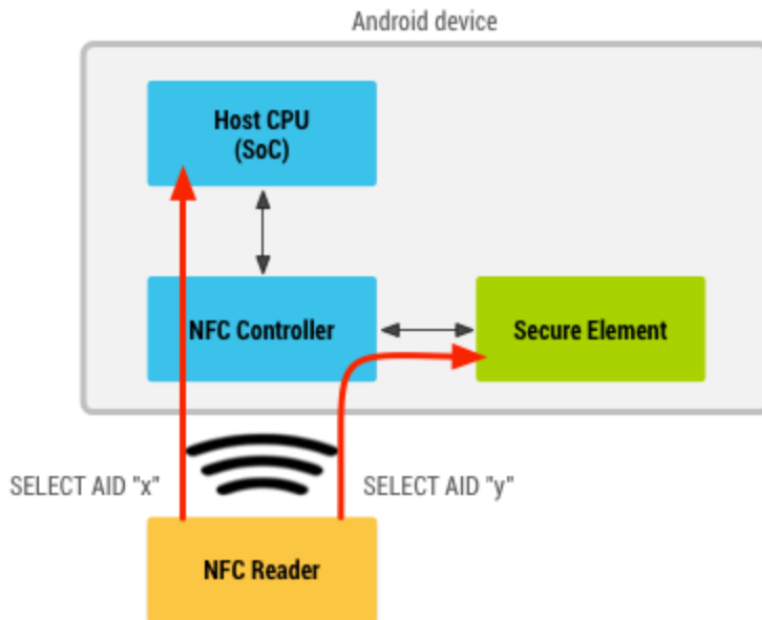 Android device
Host CPU
(SoC)
NFC Controller
Secure Element
SELECT AID "x"
SELECT AID "y"
NFC Reader